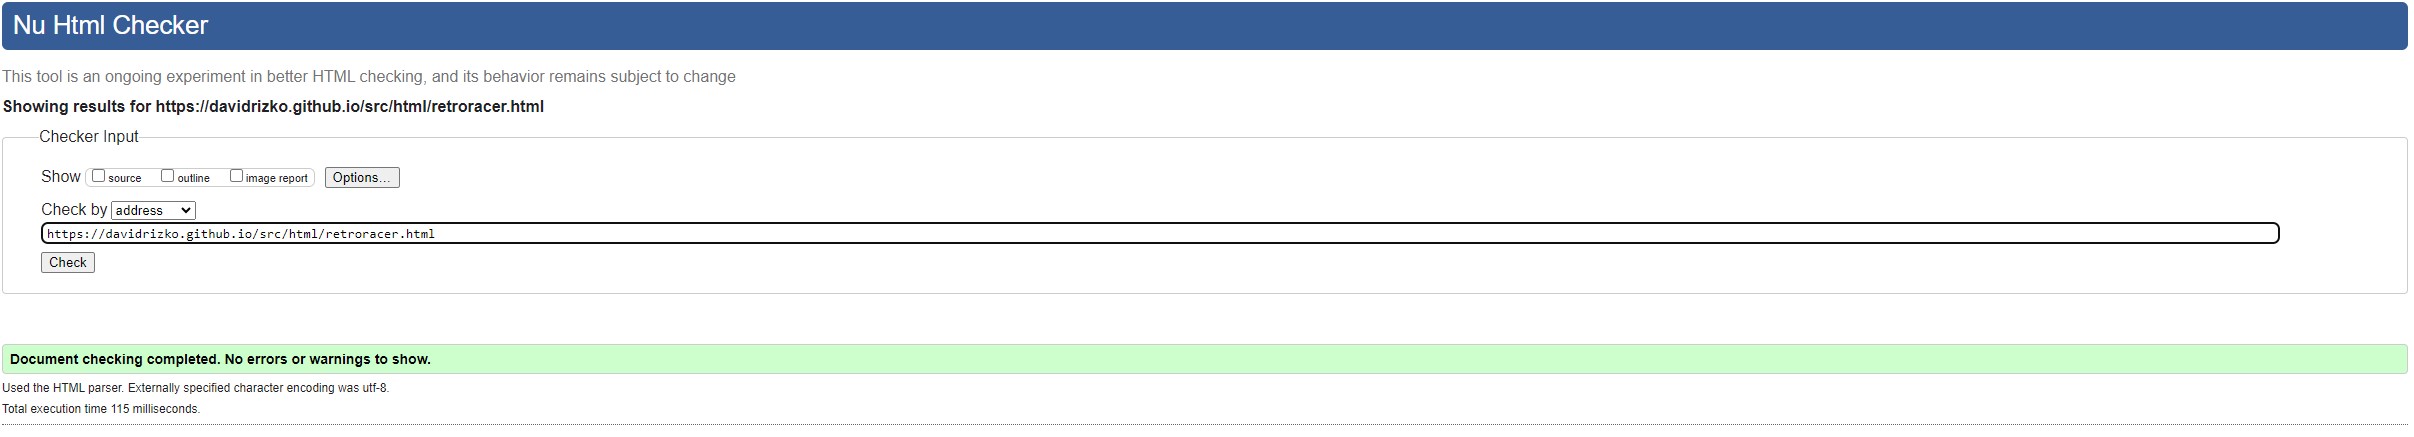 Nu Html Checker
This tool is an ongoing experiment in better HTML checking, and its behavior remains subject to change
Showing results for https://davidrizko.github.io/src/html/retroracer.html
Checker Input
Show source outline image report Options...
Check by address
https://davidrizko.github.io/src/html/retroracer.html
Check
Document checking completed. No errors or warnings to show.
Used the HTML parser. Externally specified character encoding was utf-8.
Total execution time 115 milliseconds.